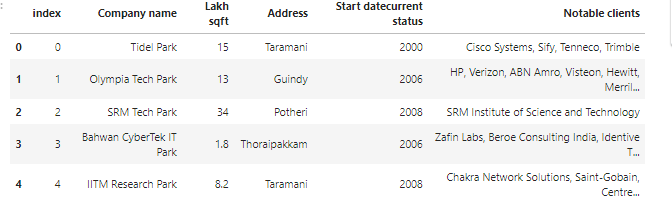 index Company name Lakh sqft Address Start datecurrent status Notable clients
0 0 Tidel Park 15 Taramani 2000 Cisco Systems, Sify, Tenneco, Trimble
1 1 Olympia Tech Park 13 Guindy 2006 HP, Verizon, ABN Amro, Visteon, Hewitt, Merril...
2 2 SRM Tech Park 34 Potheri 2008 SRM Institute of Science and Technology
3 3 Bahwan CyberTek IT Park 1.8 Thoraipakkam 2006 Zafin Labs, Beroe Consulting India, Identive T...
4 4 IITM Research Park 8.2 Taramani 2008 Chakra Network Solutions, Saint-Gobain, Centre...